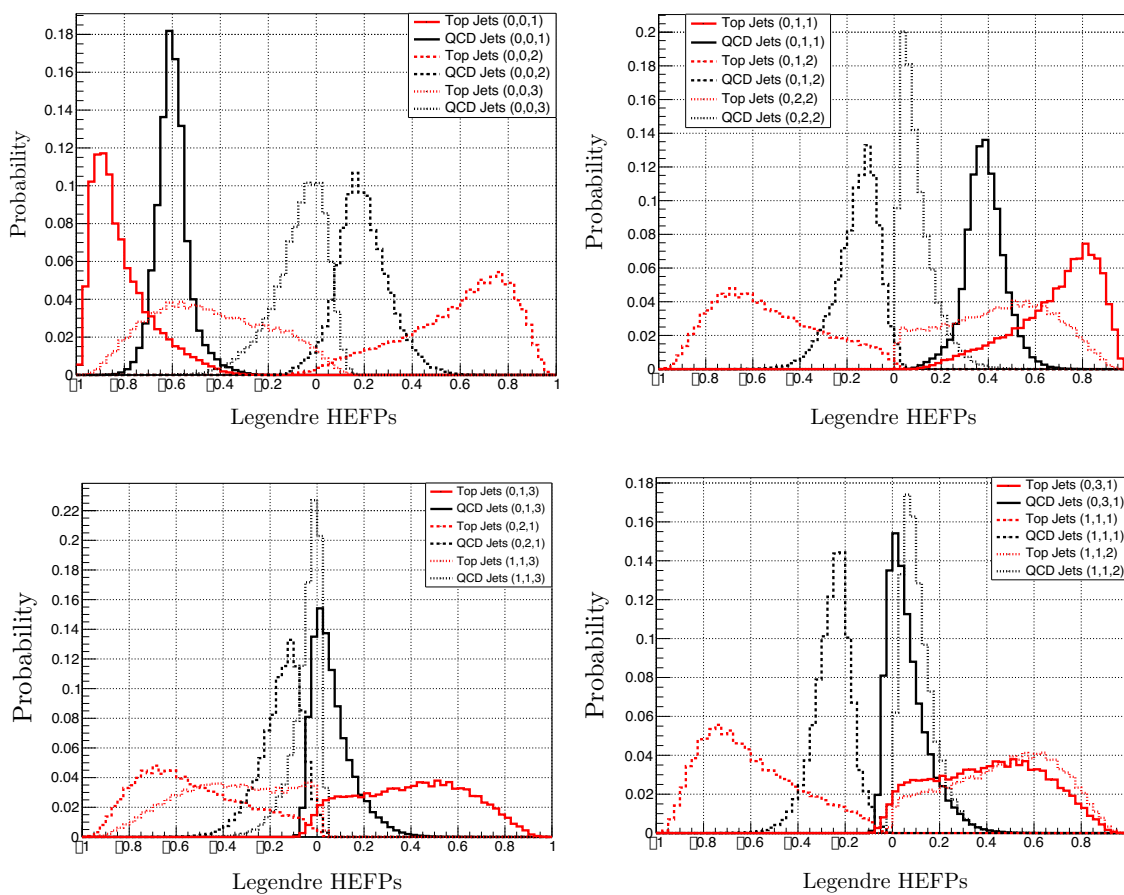 Top Jets (0,0,1)
QCD Jets (0,0,1)
Top Jets (0,0,2)
QCD Jets (0,0,2)
Top Jets (0,0,3)
QCD Jets (0,0,3)
0.18
0.16
0.14
0.12
0.1
0.08
0.06
0.04
0.02
0
Probability
▯1 ▯0.8 ▯0.6 ▯0.4 ▯0.2 0 0.2 0.4 0.6 0.8 1
Legendre HEFPs
Top Jets (0,1,1)
QCD Jets (0,1,1)
Top Jets (0,1,2)
QCD Jets (0,1,2)
Top Jets (0,2,2)
QCD Jets (0,2,2)
0.2
0.18
0.16
0.14
0.12
0.1
0.08
0.06
0.04
0.02
0
Probability
▯1 ▯0.8 ▯0.6 ▯0.4 ▯0.2 0 0.2 0.4 0.6 0.8
Legendre HEFPs
Top Jets (0,1,3)
QCD Jets (0,1,3)
Top Jets (0,2,1)
QCD Jets (0,2,1)
Top Jets (1,1,3)
QCD Jets (1,1,3)
0.22
0.2
0.18
0.16
0.14
0.12
0.1
0.08
0.06
0.04
0.02
0
Probability
▯1 ▯0.8 ▯0.6 ▯0.4 ▯0.2 0 0.2 0.4 0.6 0.8 1
Legendre HEFPs
Top Jets (0,3,1)
QCD Jets (0,3,1)
Top Jets (1,1,1)
QCD Jets (1,1,1)
Top Jets (1,1,2)
QCD Jets (1,1,2)
0.18
0.16
0.14
0.12
0.1
0.08
0.06
0.04
0.02
0
Probability
▯1 ▯0.8 ▯0.6 ▯0.4 ▯0.2 0 0.2 0.4 0.6 0.8 1
Legendre HEFPs